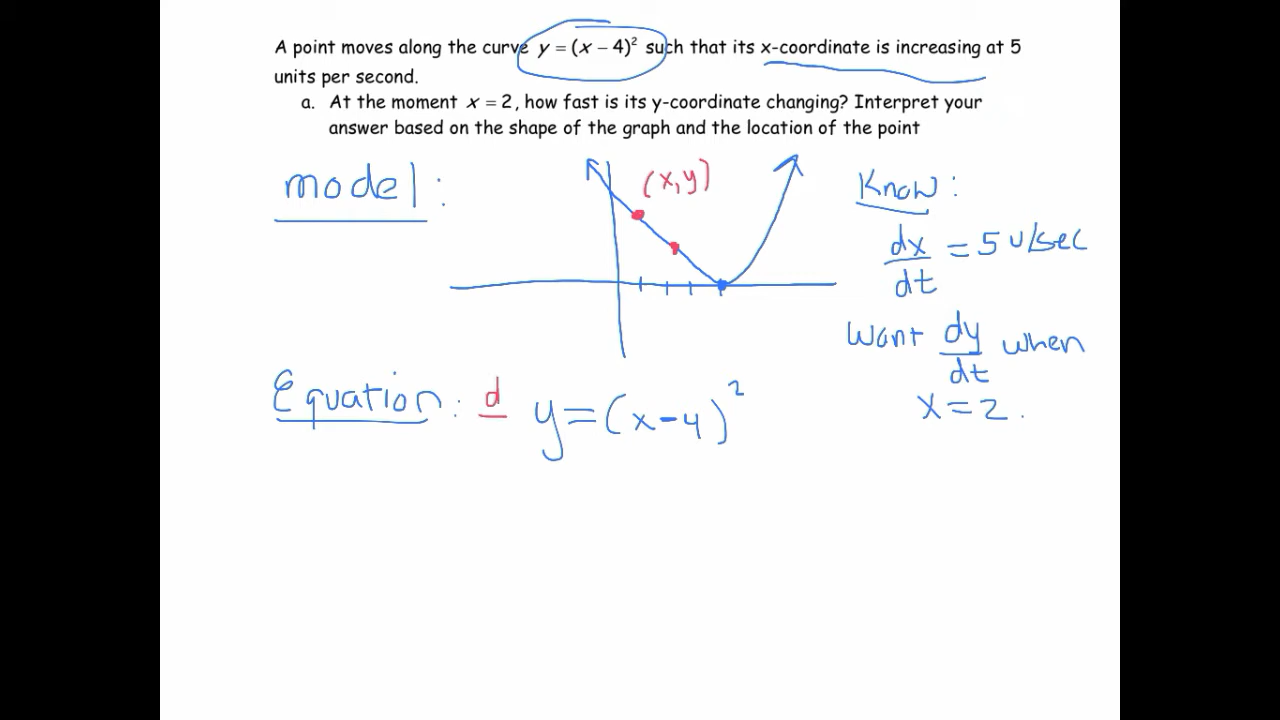 A point moves along the curve y = (x − 4)² such that its x-coordinate is increasing at 5
units per second.
a. At the moment x = 2, how fast is its y-coordinate changing? Interpret your
answer based on the shape of the graph and the location of the point
model:
(x,y)
Know:
dx/dt = 5 u/sec
Want dy/dt when
x = 2.
Equation: d y = (x-4)²